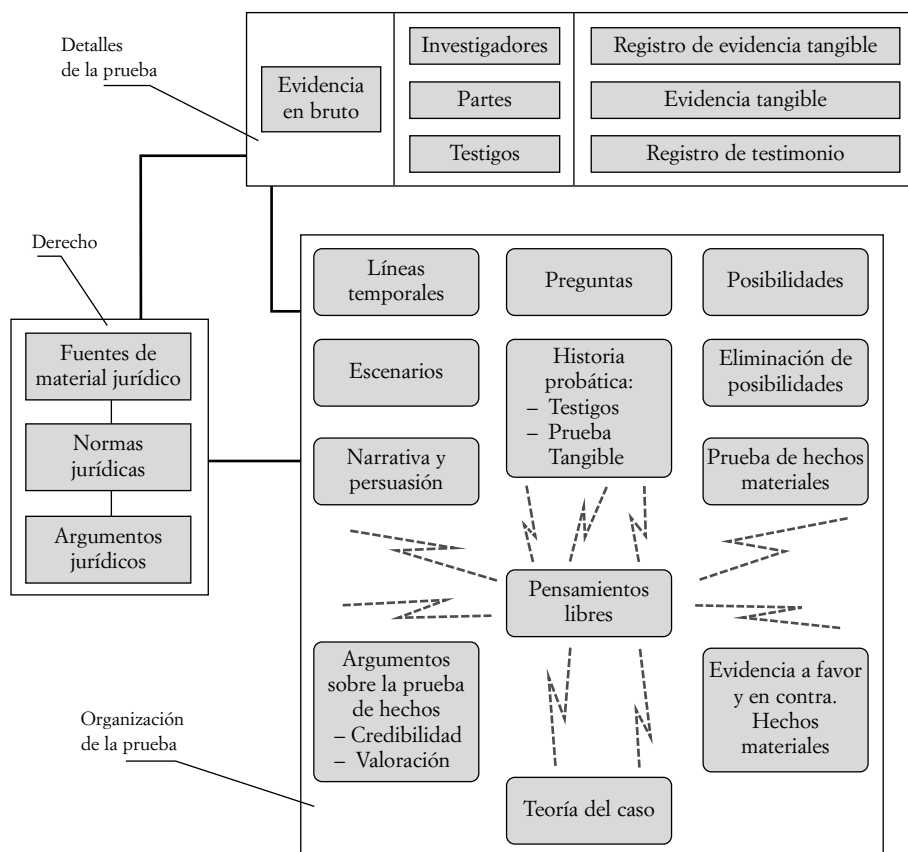 Detalles
de la prueba
Evidencia
en bruto
Investigadores
Partes
Testigos
Registro de evidencia tangible
Evidencia tangible
Registro de testimonio
Derecho
Fuentes de
material jurídico
Normas
jurídicas
Argumentos
jurídicos
Líneas
temporales
Preguntas
Posibilidades
Escenarios
Historia
probática:
– Testigos
– Prueba
Tangible
Eliminación de
posibilidades
Narrativa y
persuasión
Prueba de hechos
materiales
Pensamientos
libres
Argumentos
sobre la prueba
de hechos
– Credibilidad
– Valoración
Evidencia a favor
y en contra.
Hechos
materiales
Organización
de la prueba
Teoría del caso